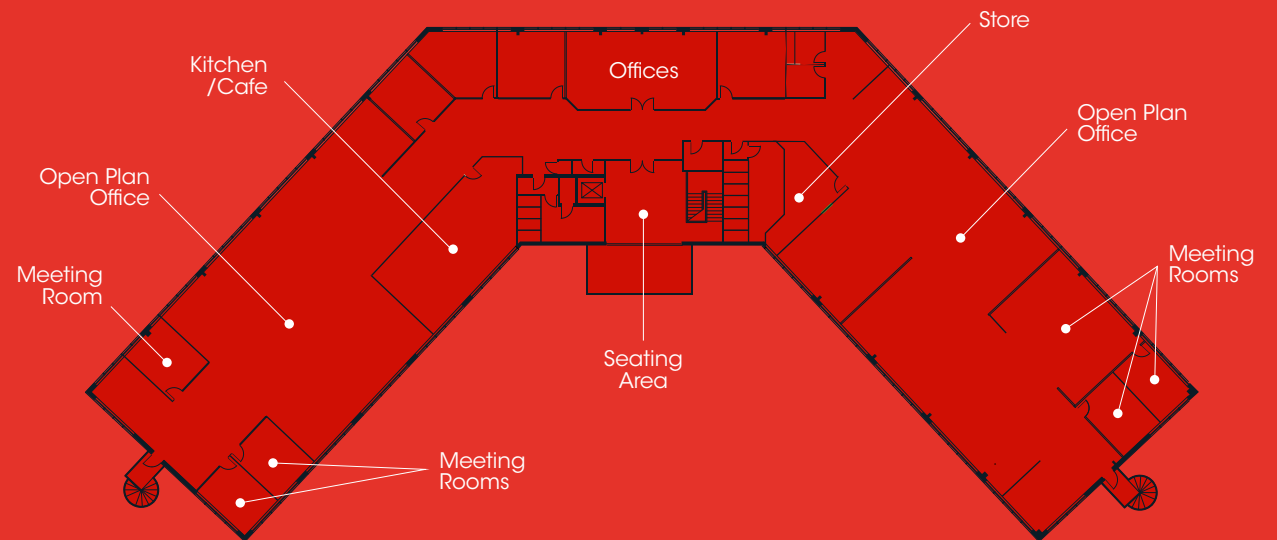 Store
Kitchen
/Cafe
Offices
Open Plan
Office
Open Plan
Office
Meeting
Room
Meeting
Rooms
Seating
Area
Meeting
Rooms